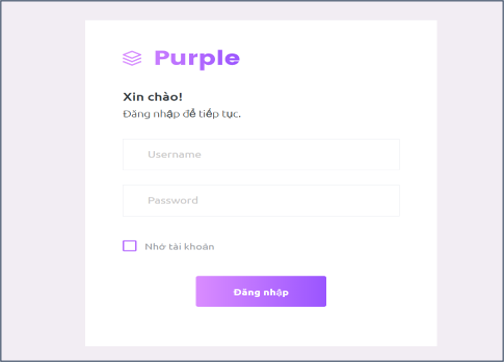 Purple
Xin chào!
Đăng nhập để tiếp tục.
Username
Password
Nhớ tài khoản
Đăng nhập